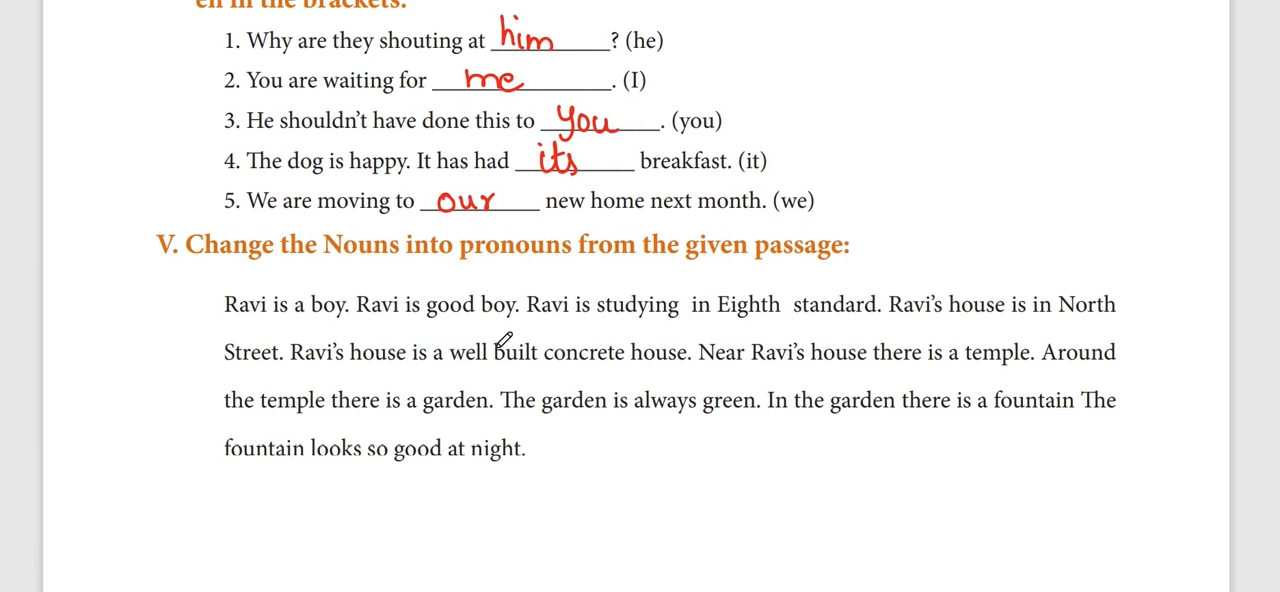 en in the brackets.
1. Why are they shouting at him? (he)
2. You are waiting for me. (I)
3. He shouldn't have done this to you. (you)
4. The dog is happy. It has had its breakfast. (it)
5. We are moving to our new home next month. (we)
V. Change the Nouns into pronouns from the given passage:
Ravi is a boy. Ravi is good boy. Ravi is studying in Eighth standard. Ravi's house is in North
Street. Ravi's house is a well built concrete house. Near Ravi's house there is a temple. Around
the temple there is a garden. The garden is always green. In the garden there is a fountain The
fountain looks so good at night.